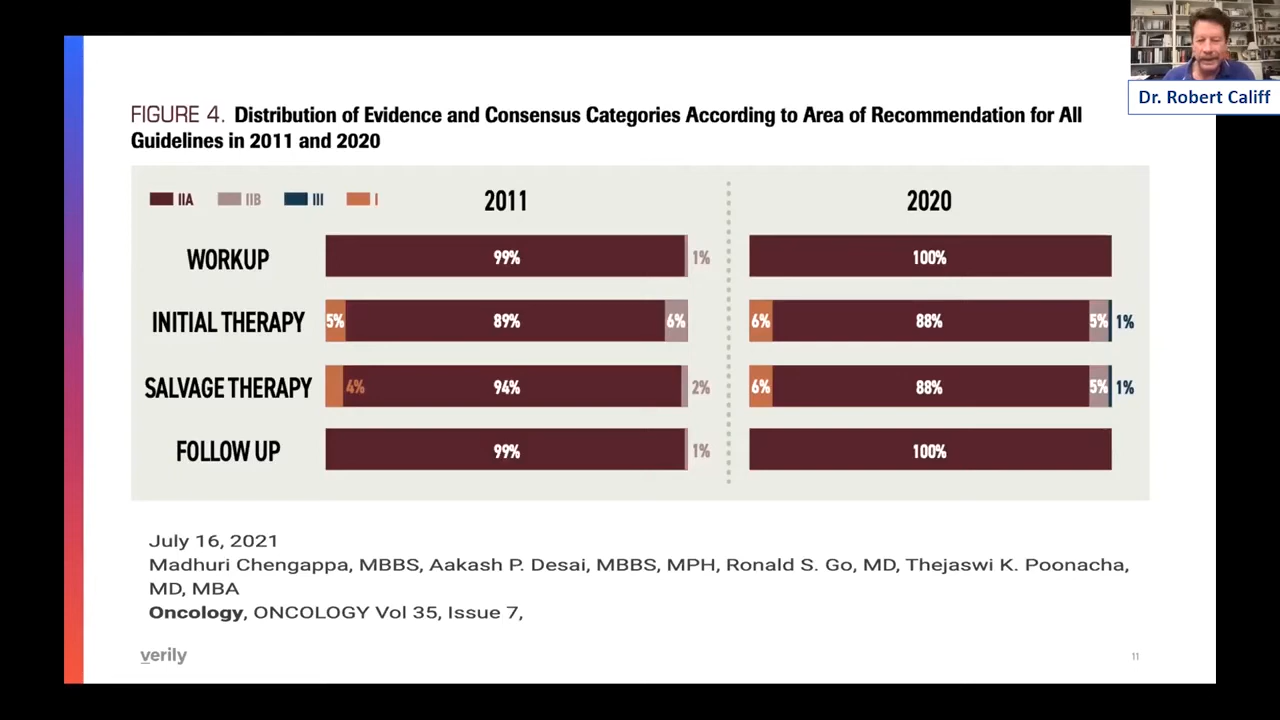 Dr. Robert Califf
FIGURE 4. Distribution of Evidence and Consensus Categories According to Area of Recommendation for All
Guidelines in 2011 and 2020
IIA IIB III I
2011
2020
WORKUP 99% 1% 100%
INITIAL THERAPY 5% 89% 6% 6% 88% 5% 1%
SALVAGE THERAPY 4% 94% 2% 6% 88% 5% 1%
FOLLOW UP 99% 1% 100%
July 16, 2021
Madhuri Chengappa, MBBS, Aakash P. Desai, MBBS, MPH, Ronald S. Go, MD, Thejaswi K. Poonacha,
MD, MBA
Oncology, ONCOLOGY Vol 35, Issue 7,
verily
11